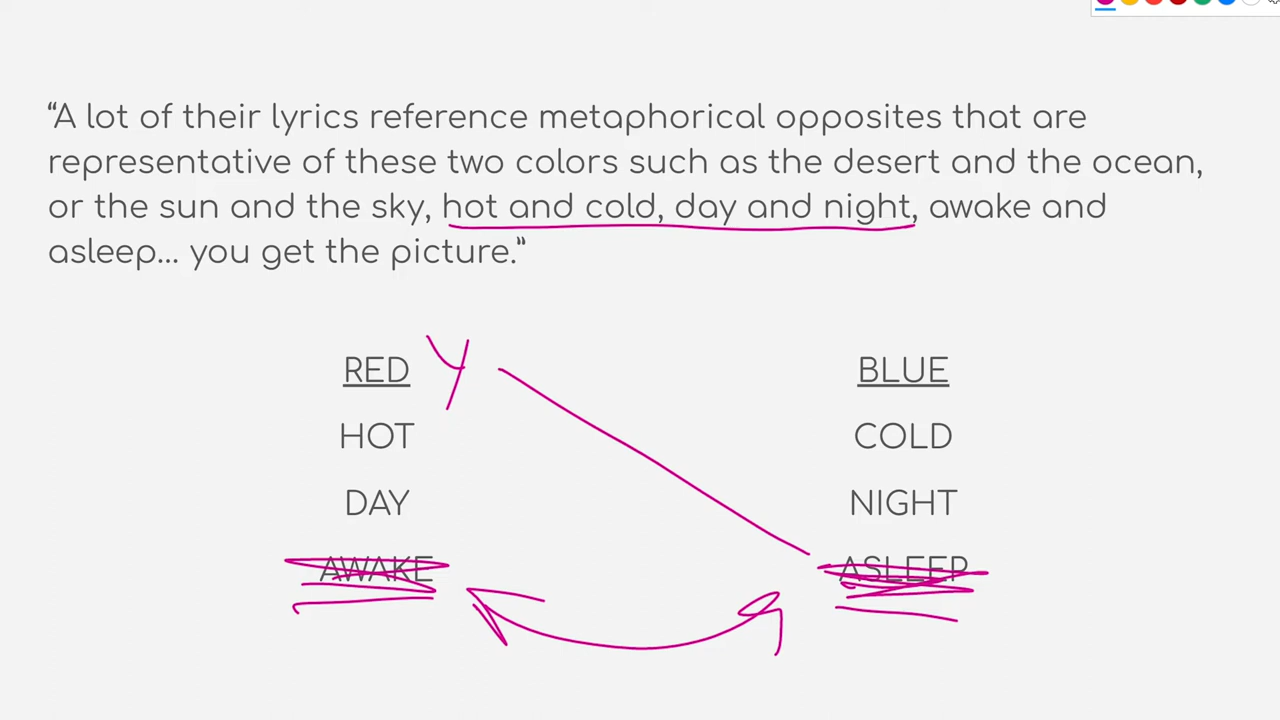 “A lot of their lyrics reference metaphorical opposites that are
representative of these two colors such as the desert and the ocean,
or the sun and the sky, hot and cold, day and night, awake and
asleep... you get the picture.”
RED Y BLUE
HOT COLD
DAY NIGHT
AWAKE ASLEEP